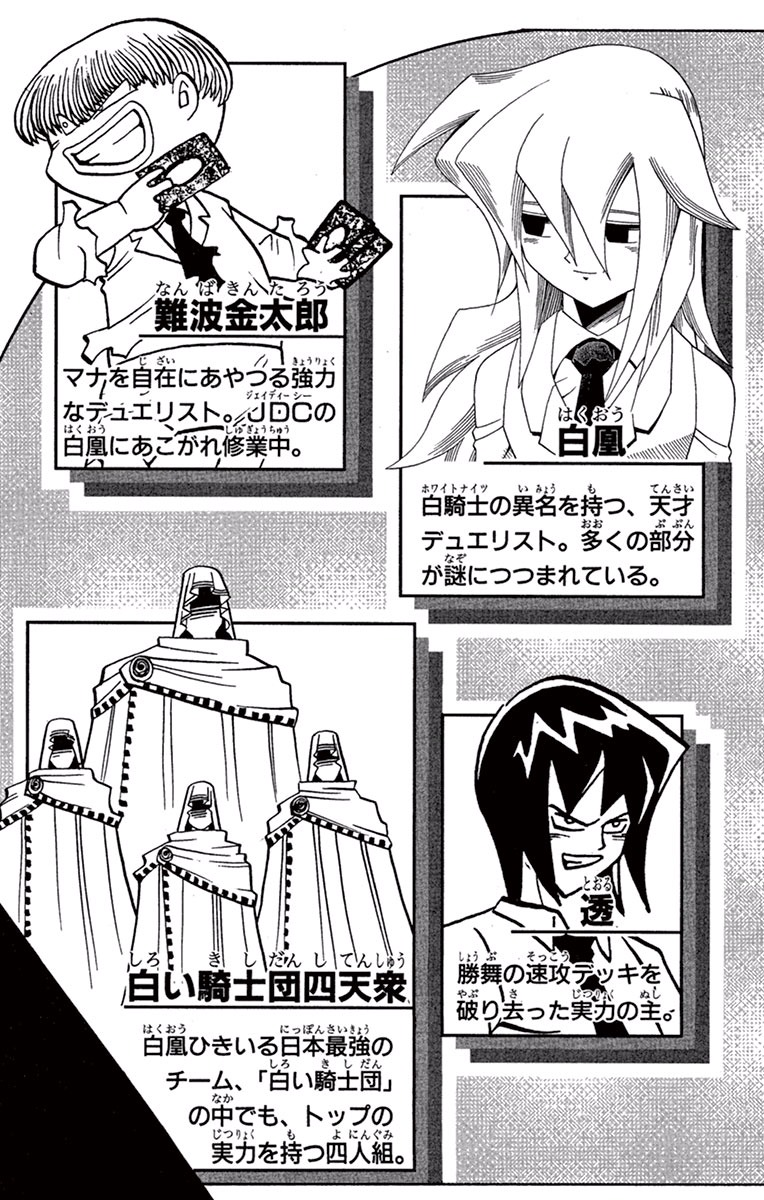 白凰
白騎士の異名を持つ、天才
デュエリスト。多くの部分
が謎につつまれている。
難波金太郎
マナを自在にあやつる強力
なデュエリスト。JDCの
白凰にあこがれ修業中。
透
勝舞の速攻デッキを
破り去った実力の主。
白い騎士団四天衆
白凰ひきいる日本最強の
チーム、「白い騎士団」
の中でも、トップの
実力を持つ四人組。